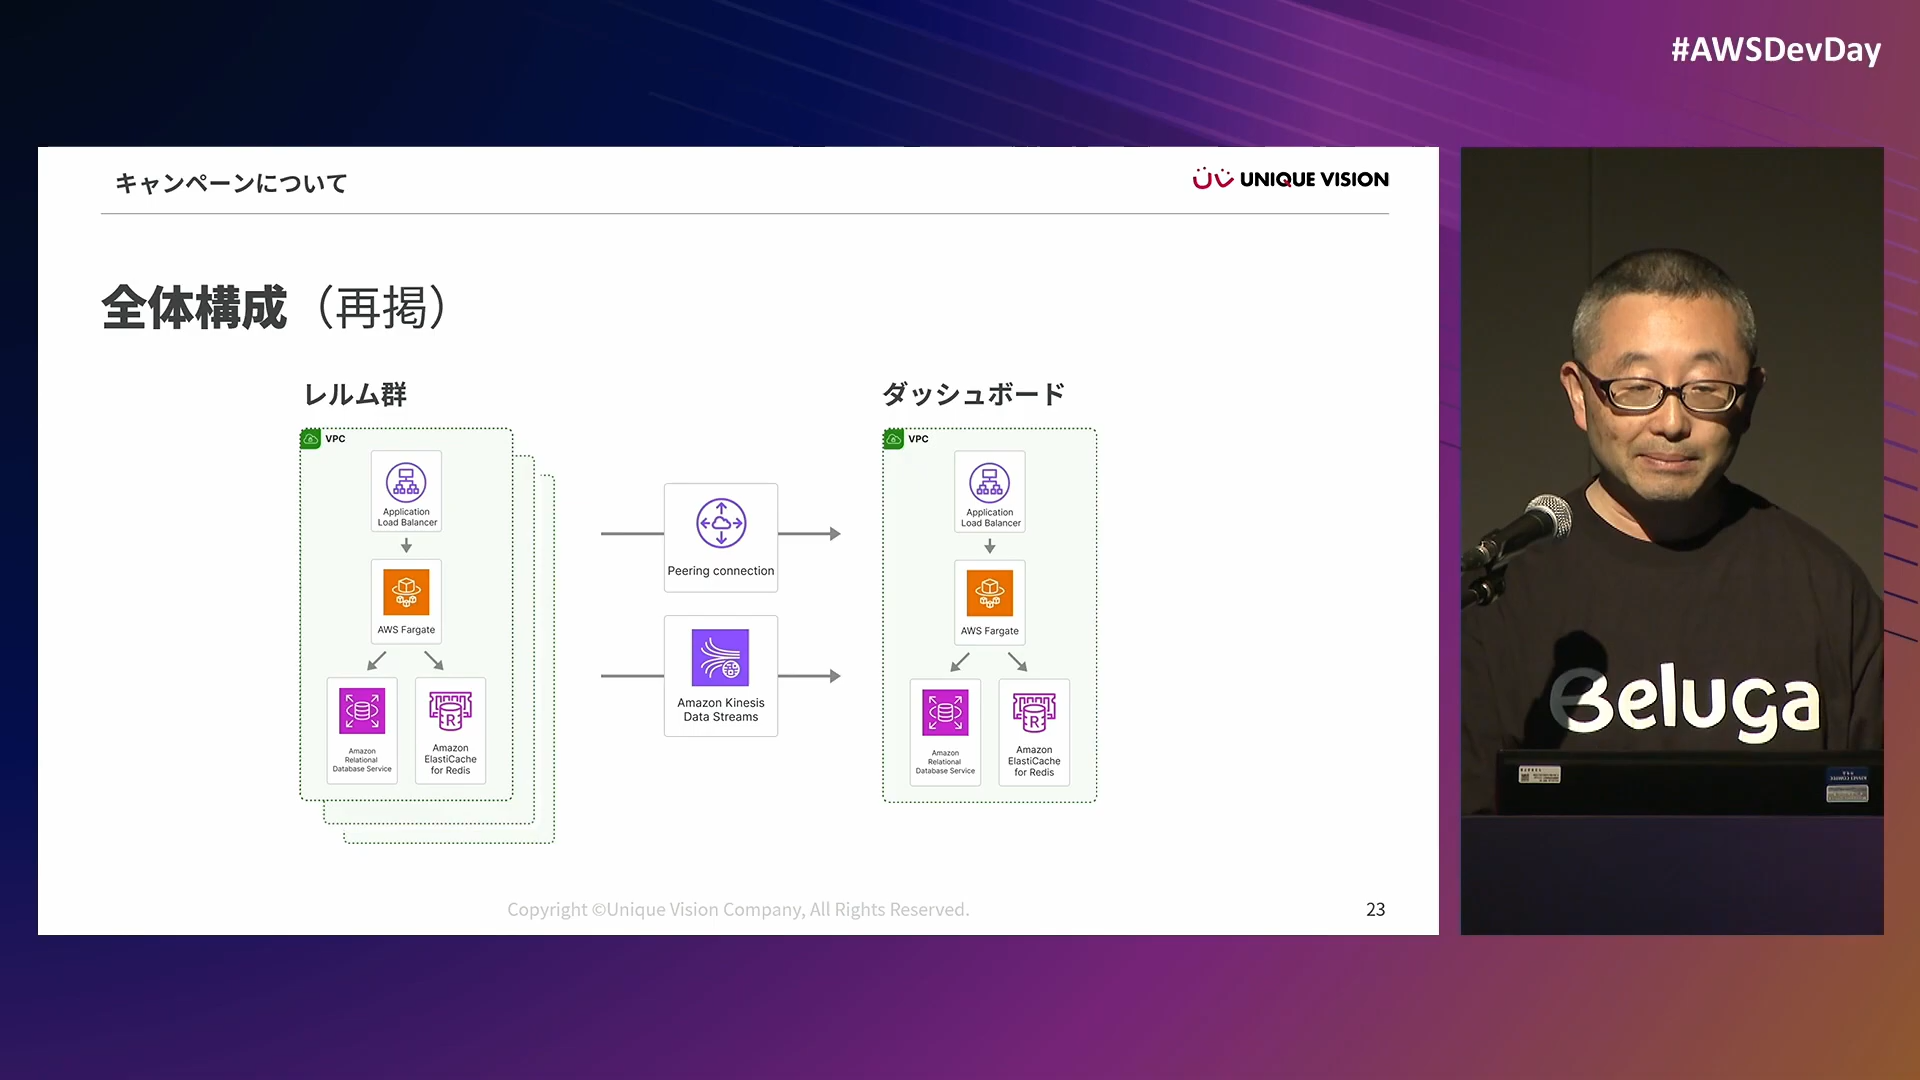 #AWSDevDay
キャンペーンについて
UNIQUE VISION
全体構成（再掲）
レルム群
VPC
Application
Load Balancer
AWS Fargate
Amazon
Relational
Database Service
Amazon
ElastiCache
for Redis
Peering connection
Amazon Kinesis
Data Streams
ダッシュボード
VPC
Application
Load Balancer
AWS Fargate
Amazon
Relational
Database Service
Amazon
ElastiCache
for Redis
Copyright ©Unique Vision Company, All Rights Reserved.
23
Beluga